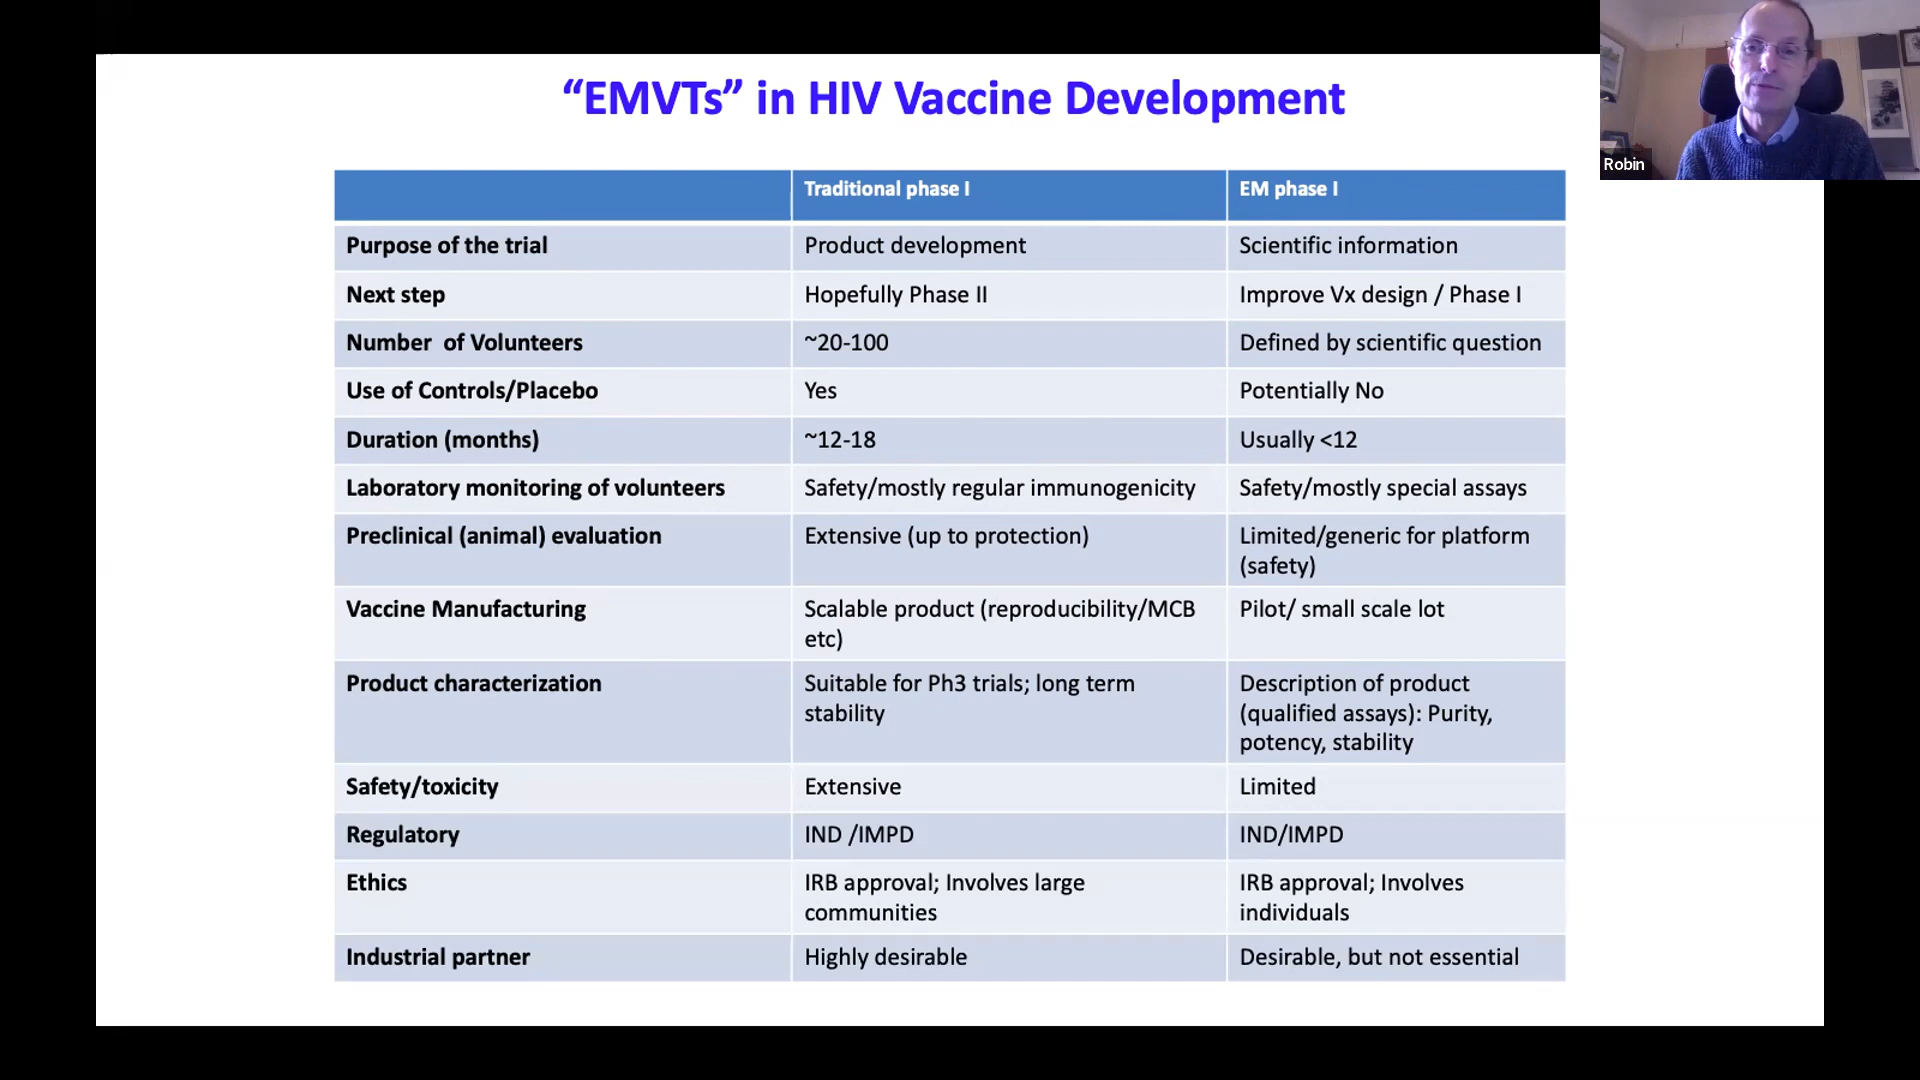 “EMVTs” in HIV Vaccine Development
Robin
Traditional phase I
EM phase I
Purpose of the trial
Product development
Scientific information
Next step
Hopefully Phase II
Improve Vx design / Phase I
Number  of Volunteers
~20-100
Defined by scientific question
Use of Controls/Placebo
Yes
Potentially No
Duration (months)
~12-18
Usually <12
Laboratory monitoring of volunteers
Safety/mostly regular immunogenicity
Safety/mostly special assays
Preclinical (animal) evaluation
Extensive (up to protection)
Limited/generic for platform
(safety)
Vaccine Manufacturing
Scalable product (reproducibility/MCB
etc)
Pilot/ small scale lot
Product characterization
Suitable for Ph3 trials; long term
stability
Description of product
(qualified assays): Purity,
potency, stability
Safety/toxicity
Extensive
Limited
Regulatory
IND /IMPD
IND/IMPD
Ethics
IRB approval; Involves large
communities
IRB approval; Involves
individuals
Industrial partner
Highly desirable
Desirable, but not essential